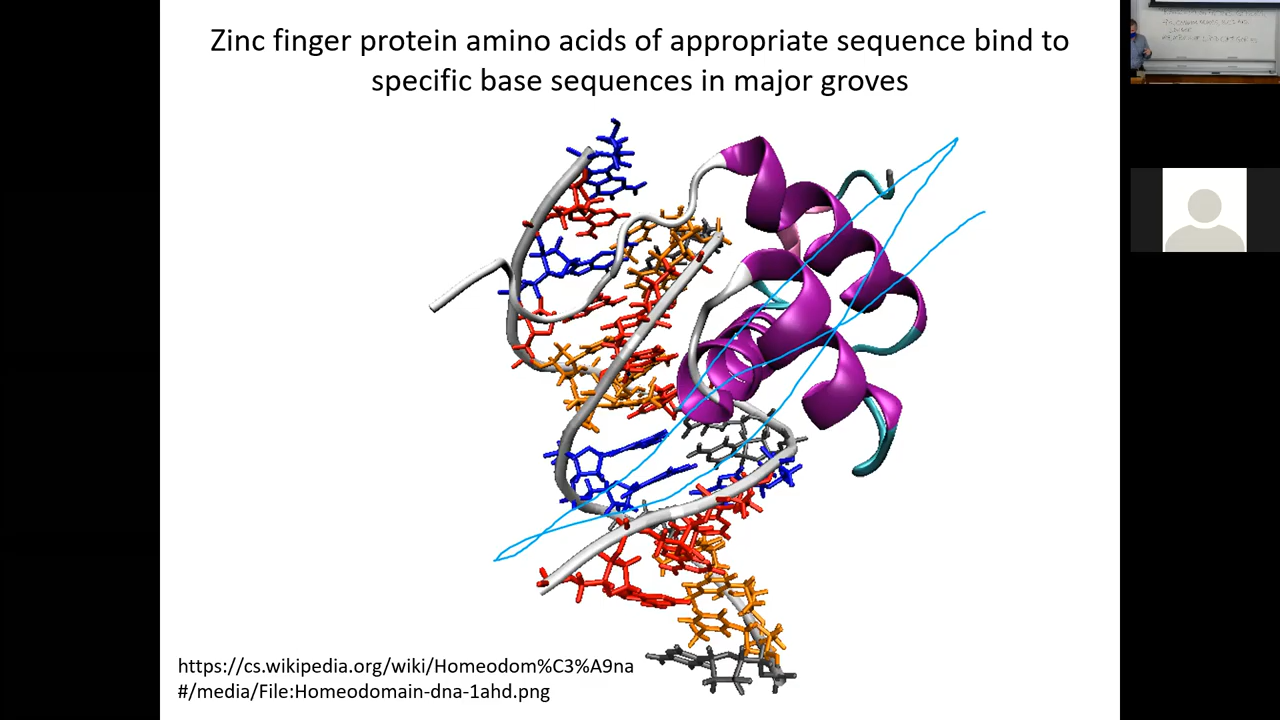 Zinc finger protein amino acids of appropriate sequence bind to
specific base sequences in major groves
https://cs.wikipedia.org/wiki/Homeodom%C3%A9na
#/media/File:Homeodomain-dna-1ahd.png